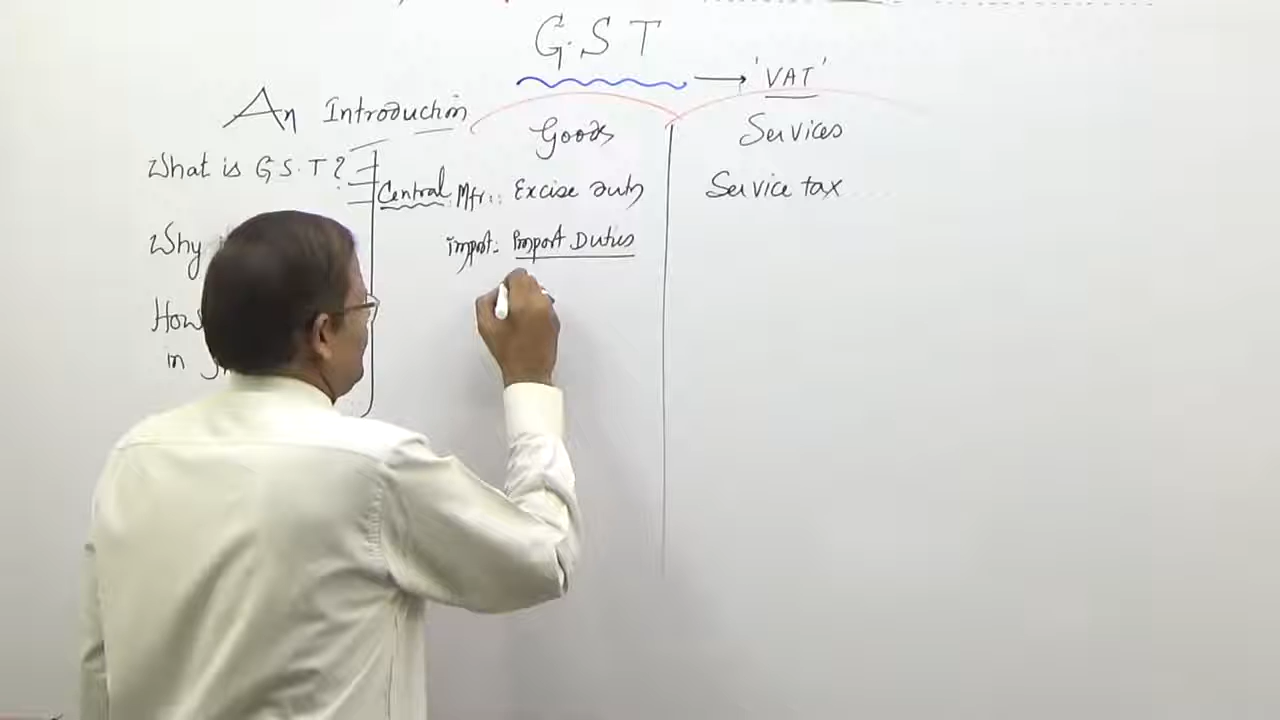 G.S T
'VAT'
An Introduction
Goods
Services
What is G.S.T?
Central Mfr: Excise duty
Service tax
Why
import: Import Duties
How
in